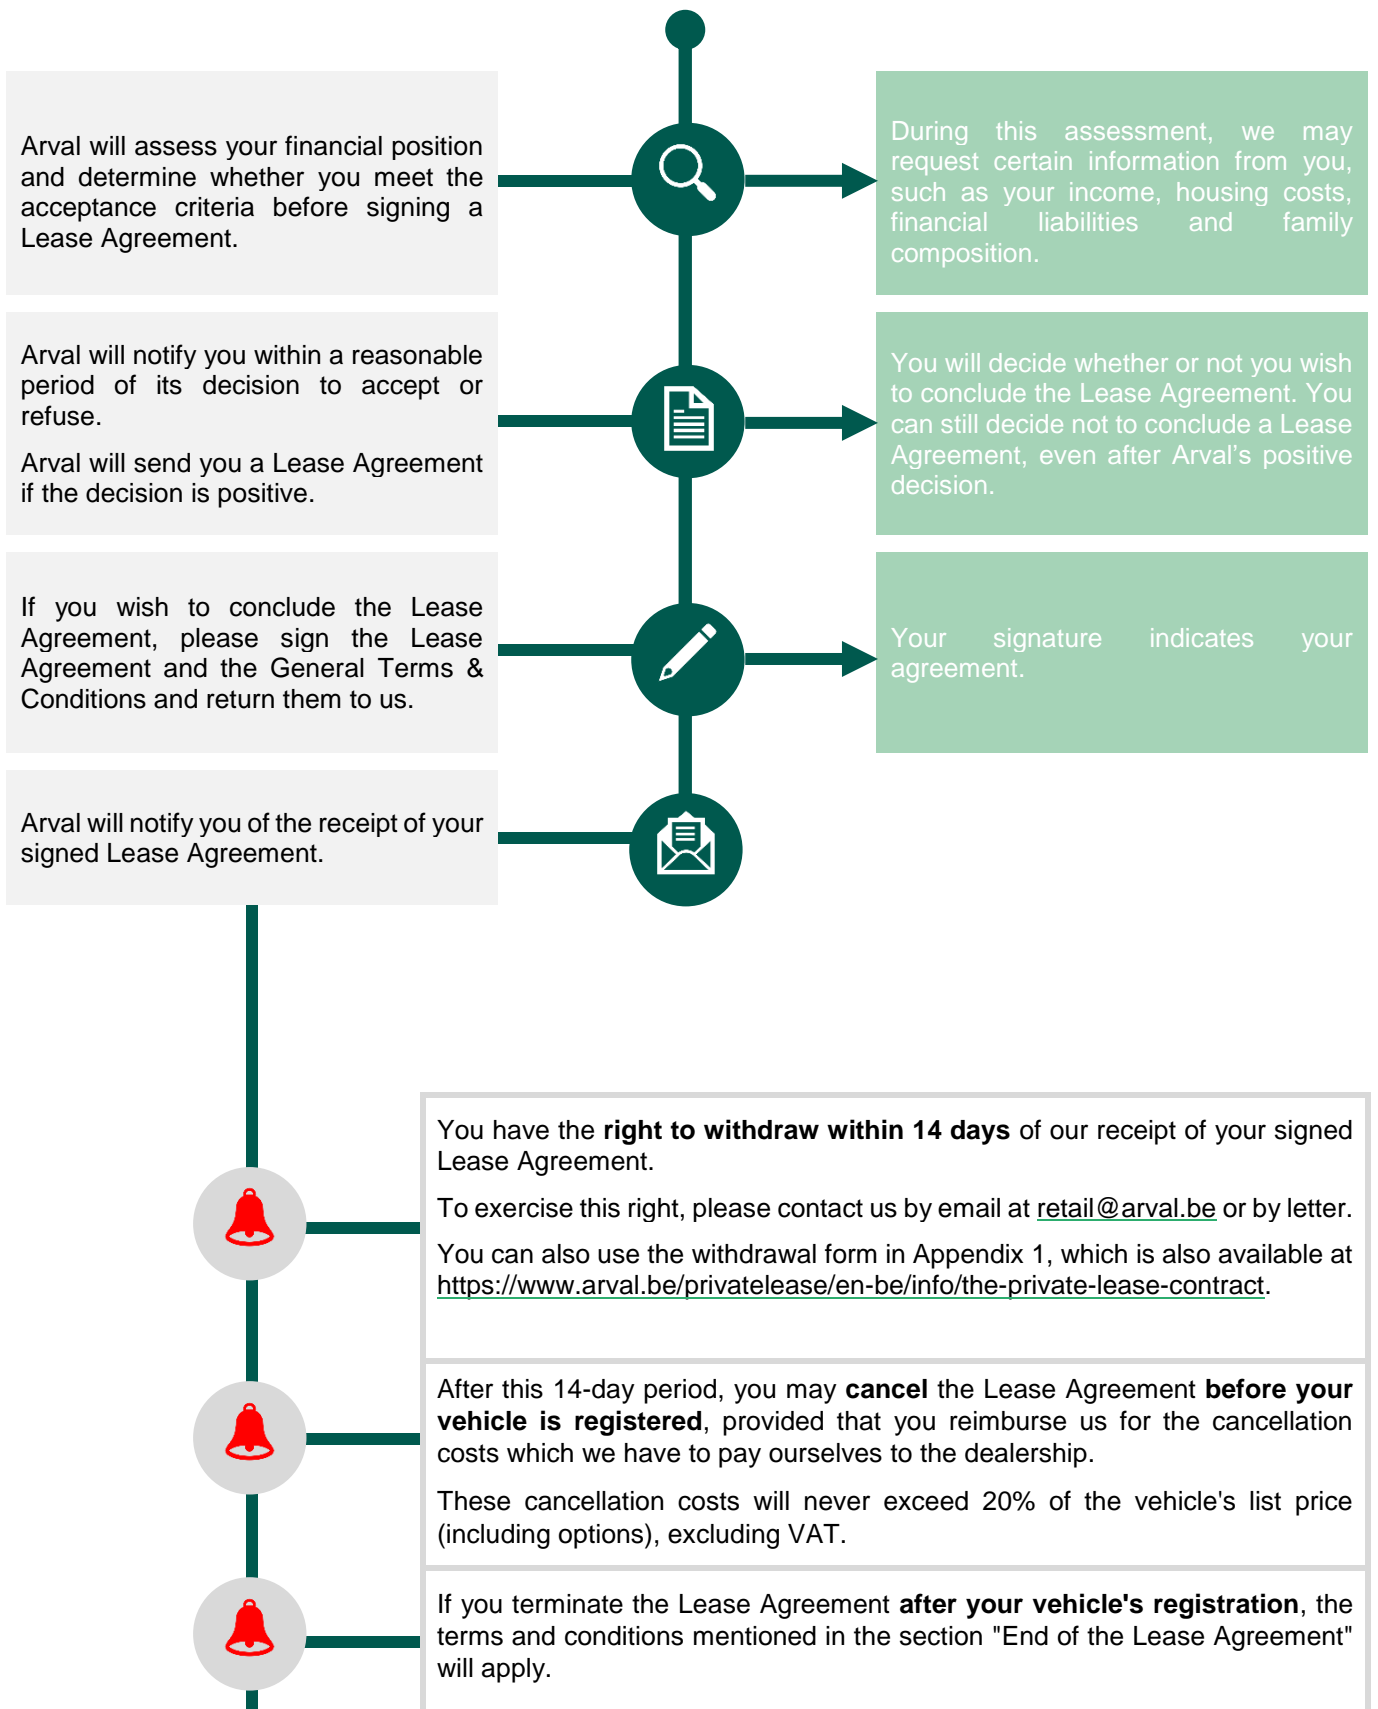 Arval will assess your financial position
and determine whether you meet the
acceptance criteria before signing a
Lease Agreement.
During this assessment, we may
request certain information from you,
such as your income, housing costs,
financial liabilities and family
composition.
Arval will notify you within a reasonable
period of its decision to accept or
refuse.
Arval will send you a Lease Agreement
if the decision is positive.
You will decide whether or not you wish
to conclude the Lease Agreement. You
can still decide not to conclude a Lease
Agreement, even after Arval’s positive
decision.
If you wish to conclude the Lease
Agreement, please sign the Lease
Agreement and the General Terms &
Conditions and return them to us.
Your signature indicates your
agreement.
Arval will notify you of the receipt of your
signed Lease Agreement.
You have the right to withdraw within 14 days of our receipt of your signed
Lease Agreement.
To exercise this right, please contact us by email at retail@arval.be or by letter.
You can also use the withdrawal form in Appendix 1, which is also available at
https://www.arval.be/privatelease/en-be/info/the-private-lease-contract.
After this 14-day period, you may cancel the Lease Agreement before your
vehicle is registered, provided that you reimburse us for the cancellation
costs which we have to pay ourselves to the dealership.
These cancellation costs will never exceed 20% of the vehicle's list price
(including options), excluding VAT.
If you terminate the Lease Agreement after your vehicle's registration, the
terms and conditions mentioned in the section "End of the Lease Agreement"
will apply.